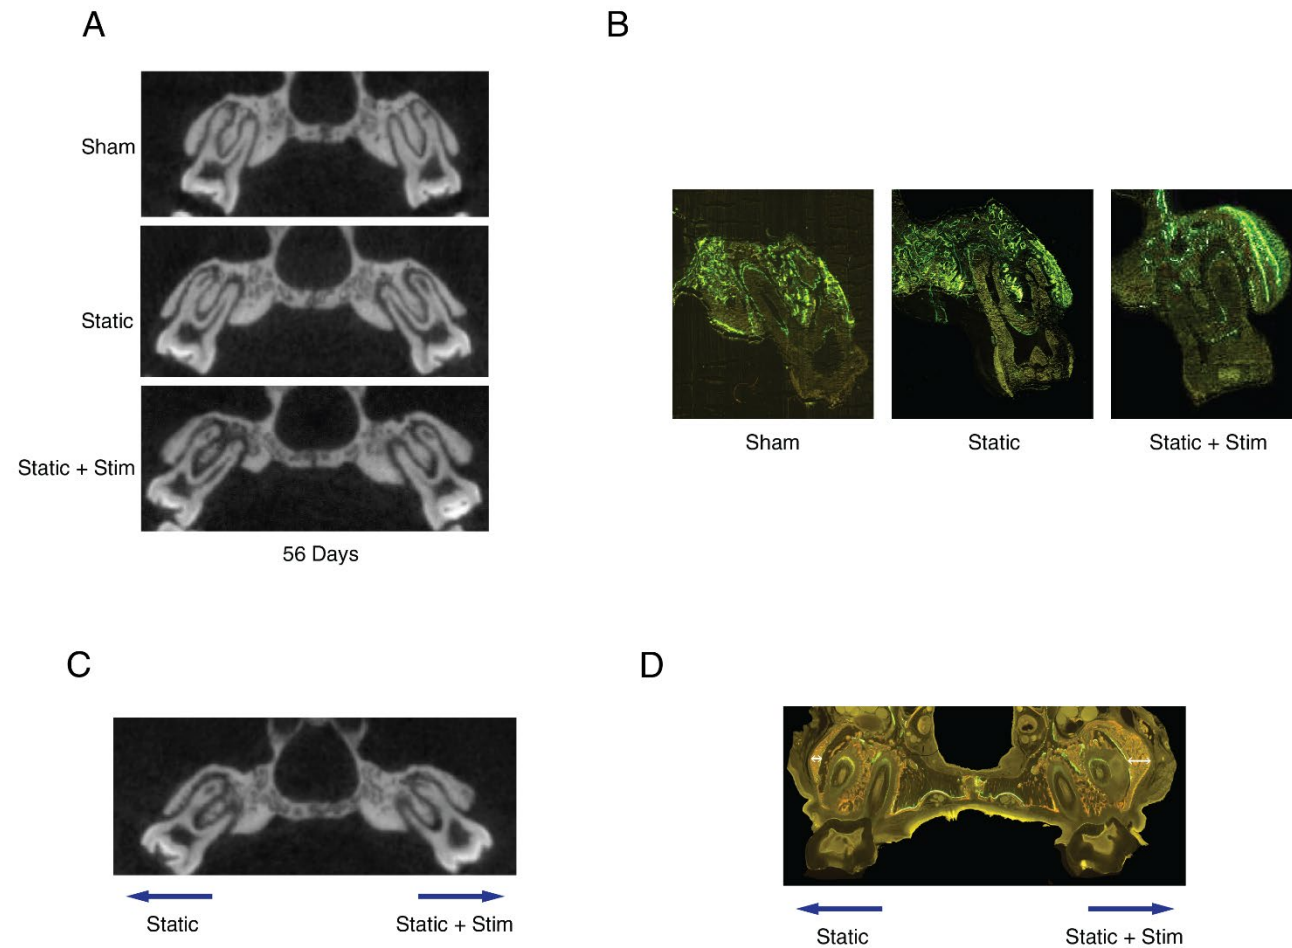 A
B
Sham
Static
Static + Stim
56 Days
Sham
Static
Static + Stim
C
D
Static
Static + Stim
Static
Static + Stim